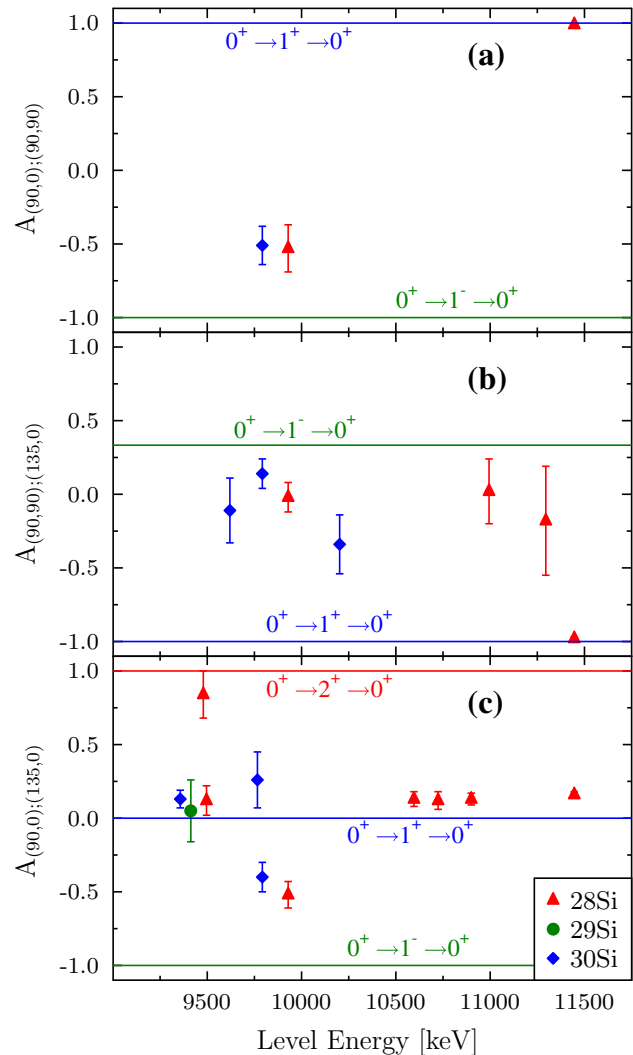 1.0
0⁺ →1⁺ →0⁺
(a)
0.5
0.0
-0.5
0⁺ →1⁻ →0⁺
-1.0
A(90,0);(90,90)
1.0
(b)
0.5
0⁺ →1⁻ →0⁺
0.0
-0.5
0⁺ →1⁺ →0⁺
-1.0
A(90,90);(135,0)
1.0
0⁺ →2⁺ →0⁺
(c)
0.5
0.0
0⁺ →1⁺ →0⁺
-0.5
0⁺ →1⁻ →0⁺
-1.0
A(90,0);(135,0)
28Si
29Si
30Si
9500 10000 10500 11000 11500
Level Energy [keV]